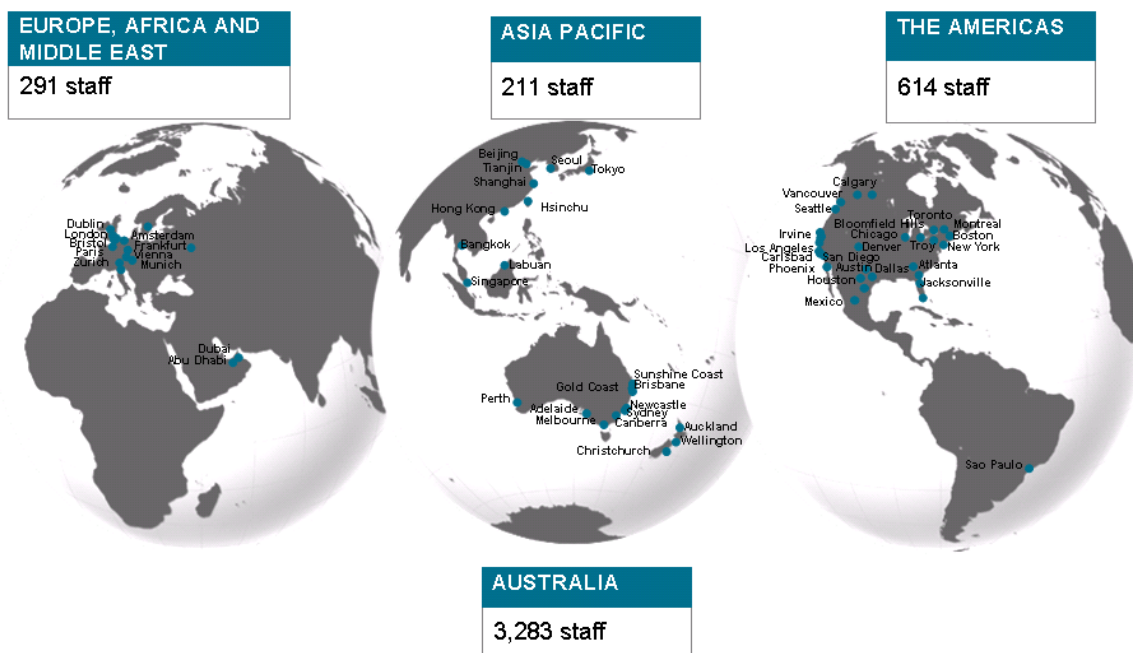 EUROPE, AFRICA AND
MIDDLE EAST
291 staff
ASIA PACIFIC
211 staff
THE AMERICAS
614 staff
Dublin
London
Bristol
Paris
Zurich
Amsterdam
Frankfurt
Vienna
Munich
Dubai
Abu Dhabi
Beijing
Tianjin
Shanghai
Seoul
Tokyo
Hong Kong
Hsinchu
Bangkok
Labuan
Singapore
Sunshine Coast
Gold Coast
Brisbane
Perth
Adelaide
Newcastle
Melbourne
Sydney
Canberra
Auckland
Wellington
Christchurch
Calgary
Vancouver
Seattle
Toronto
Bloomfield Hills
Montreal
Irvine
Chicago
Boston
Los Angeles
Denver
Troy
New York
Carlsbad
San Diego
Phoenix
Austin
Dallas
Atlanta
Houston
Jacksonville
Mexico
Sao Paulo
AUSTRALIA
3,283 staff